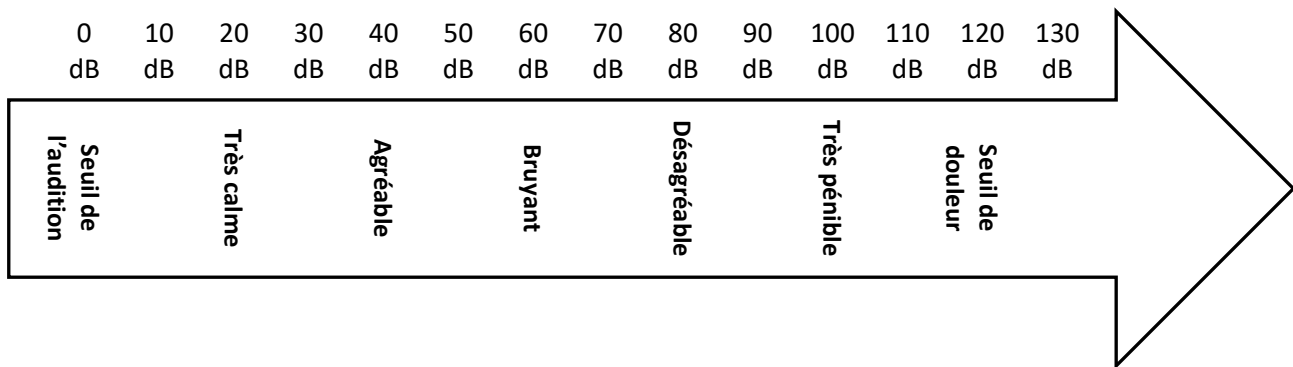 0 10 20 30 40 50 60 70 80 90 100 110 120 130
dB dB dB dB dB dB dB dB dB dB dB dB dB dB
Seuil de
l’audition
Très calme
Agréable
Bruyant
Désagréable
Très pénible
Seuil de
douleur